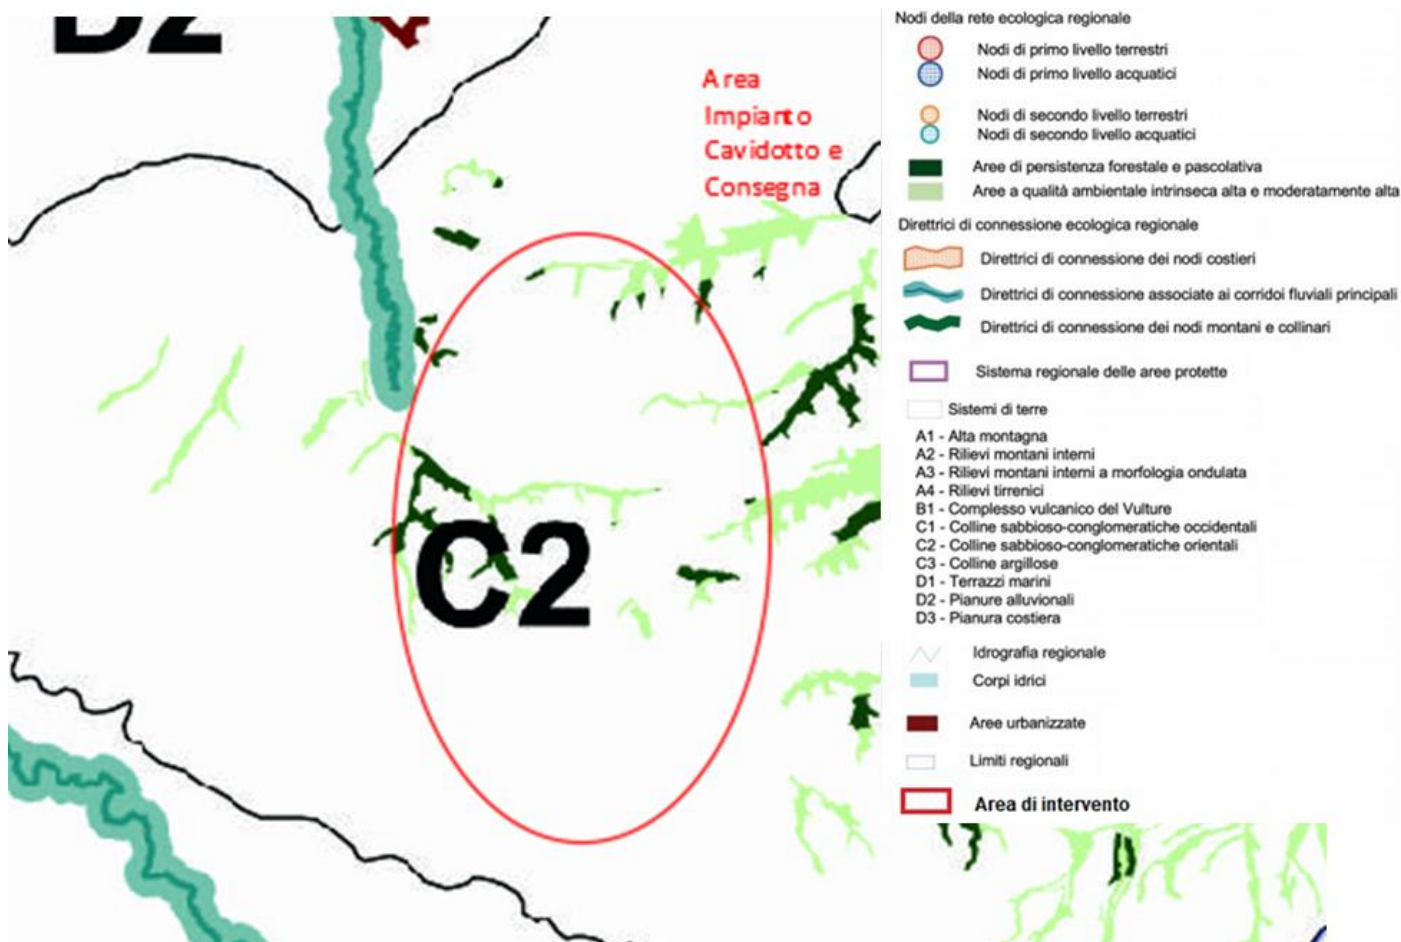 D2
Area
Impianto
Cavidotto e
Consegna
C2
Nodi della rete ecologica regionale
Nodi di primo livello terrestri
Nodi di primo livello acquatici
Nodi di secondo livello terrestri
Nodi di secondo livello acquatici
Aree di persistenza forestale e pascolativa
Aree a qualità ambientale intrinseca alta e moderatamente alta
Direttrici di connessione ecologica regionale
Direttrici di connessione dei nodi costieri
Direttrici di connessione associate ai corridoi fluviali principali
Direttrici di connessione dei nodi montani e collinari
Sistema regionale delle aree protette
Sistemi di terre
A1 - Alta montagna
A2 - Rilievi montani interni
A3 - Rilievi montani interni a morfologia ondulata
A4 - Rilievi tirrenici
B1 - Complesso vulcanico del Vulture
C1 - Colline sabbioso-conglomeratiche occidentali
C2 - Colline sabbioso-conglomeratiche orientali
C3 - Colline argillose
D1 - Terrazzi marini
D2 - Pianure alluvionali
D3 - Pianura costiera
Idrografia regionale
Corpi idrici
Aree urbanizzate
Limiti regionali
Area di intervento